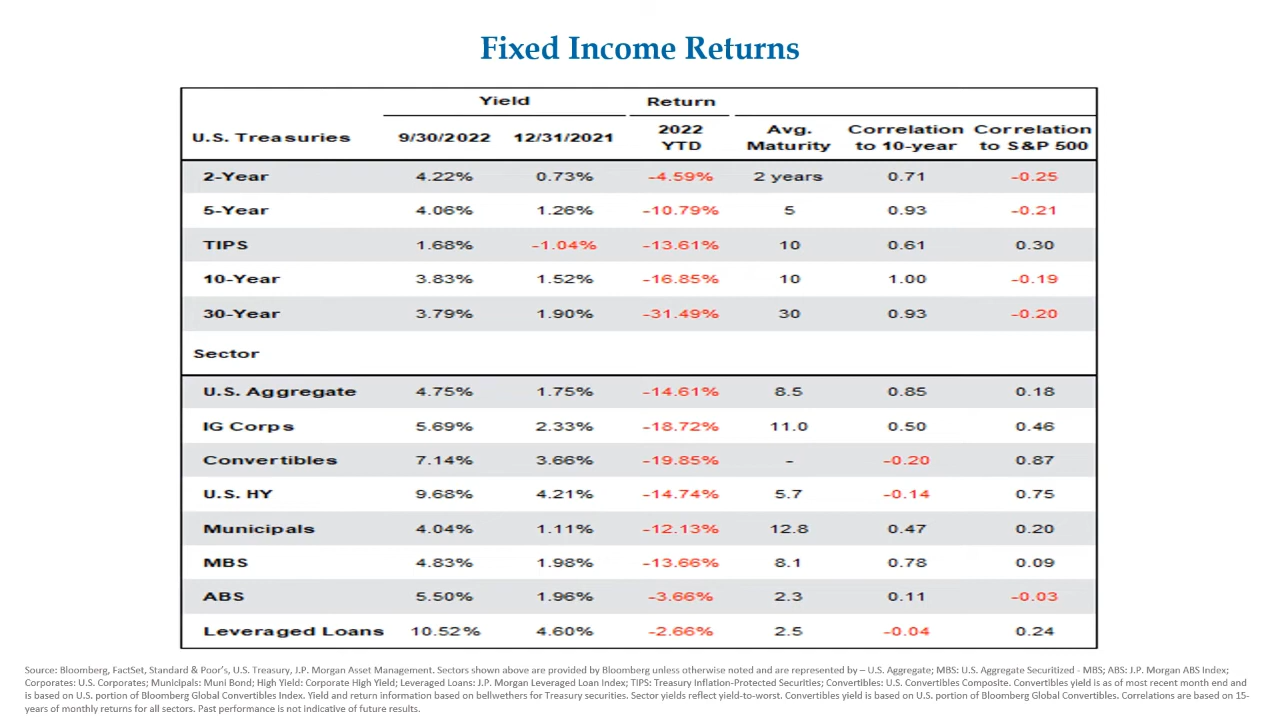 Fixed Income Returns
Yield Return
U.S. Treasuries 9/30/2022 12/31/2021 2022 YTD Avg. Maturity Correlation to 10-year Correlation to S&P 500
2-Year 4.22% 0.73% -4.59% 2 years 0.71 -0.25
5-Year 4.06% 1.26% -10.79% 5 0.93 -0.21
TIPS 1.68% -1.04% -13.61% 10 0.61 0.30
10-Year 3.83% 1.52% -16.85% 10 1.00 -0.19
30-Year 3.79% 1.90% -31.49% 30 0.93 -0.20
Sector
U.S. Aggregate 4.75% 1.75% -14.61% 8.5 0.85 0.18
IG Corps 5.69% 2.33% -18.72% 11.0 0.50 0.46
Convertibles 7.14% 3.66% -19.85% - -0.20 0.87
U.S. HY 9.68% 4.21% -14.74% 5.7 -0.14 0.75
Municipals 4.04% 1.11% -12.13% 12.8 0.47 0.20
MBS 4.83% 1.98% -13.66% 8.1 0.78 0.09
ABS 5.50% 1.96% -3.66% 2.3 0.11 -0.03
Leveraged Loans 10.52% 4.60% -2.66% 2.5 -0.04 0.24
Source: Bloomberg, FactSet, Standard & Poor's, U.S. Treasury, J.P. Morgan Asset Management. Sectors shown above are provided by Bloomberg unless otherwise noted and are represented by – U.S. Aggregate; MBS: U.S. Aggregate Securitized - MBS; ABS: J.P. Morgan ABS Index;
Corporates: U.S. Corporates; Municipals: Muni Bond; High Yield: Corporate High Yield; Leveraged Loans: J.P. Morgan Leveraged Loan Index; TIPS: Treasury Inflation-Protected Securities; Convertibles: U.S. Convertibles Composite. Convertibles yield is as of most recent month end and
is based on U.S. portion of Bloomberg Global Convertibles Index. Yield and return information based on bellwethers for Treasury securities. Sector yields reflect yield-to-worst. Convertibles yield is based on U.S. portion of Bloomberg Global Convertibles. Correlations are based on 15-
years of monthly returns for all sectors. Past performance is not indicative of future results.